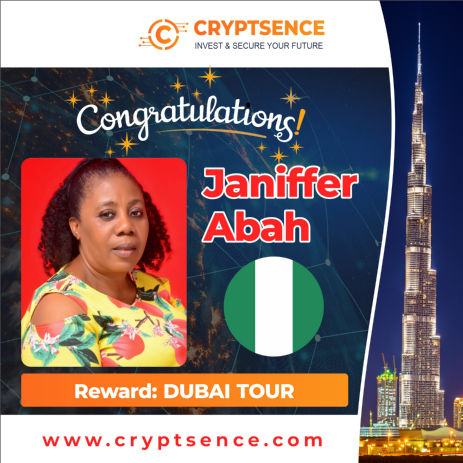 CRYPTSENCE
INVEST & SECURE YOUR FUTURE
Congratulations!
Janiffer
Abah
Reward: DUBAI TOUR
www.cryptsence.com